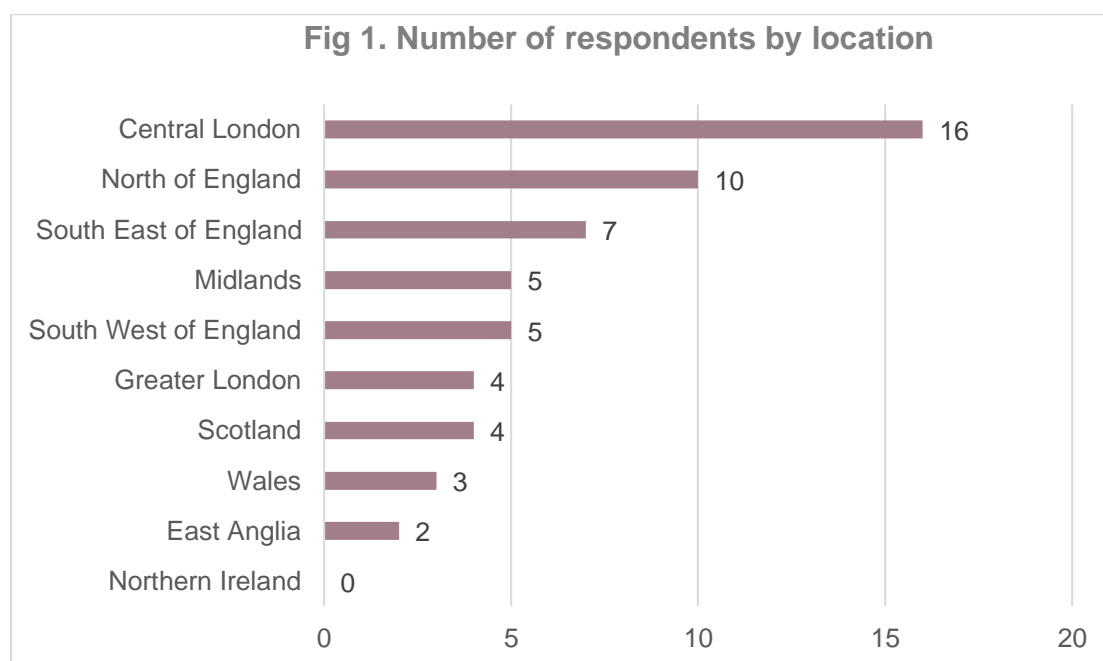 Fig 1. Number of respondents by location
Central London 16
North of England 10
South East of England 7
Midlands 5
South West of England 5
Greater London 4
Scotland 4
Wales 3
East Anglia 2
Northern Ireland 0
0 5 10 15 20